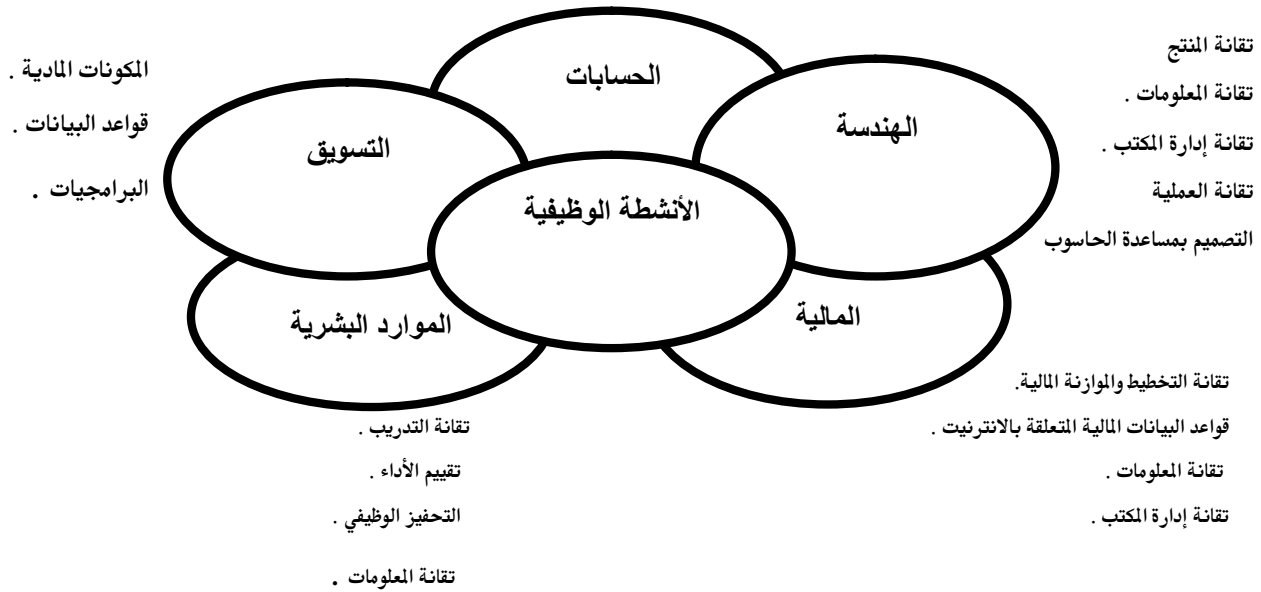 الحسابات
الهندسة
التسويق
الأنشطة الوظيفية
المالية
الموارد البشرية
تقانة المنتج
تقانة المعلومات .
تقانة إدارة المكتب .
تقانة العملية
التصميم بمساعدة الحاسوب
المكونات المادية .
قواعد البيانات .
البرامجيات .
تقانة التخطيط والموازنة المالية.
قواعد البيانات المالية المتعلقة بالانترنيت .
تقانة المعلومات .
تقانة إدارة المكتب .
تقانة التدريب .
تقييم الأداء .
التحفيز الوظيفي .
تقانة المعلومات .